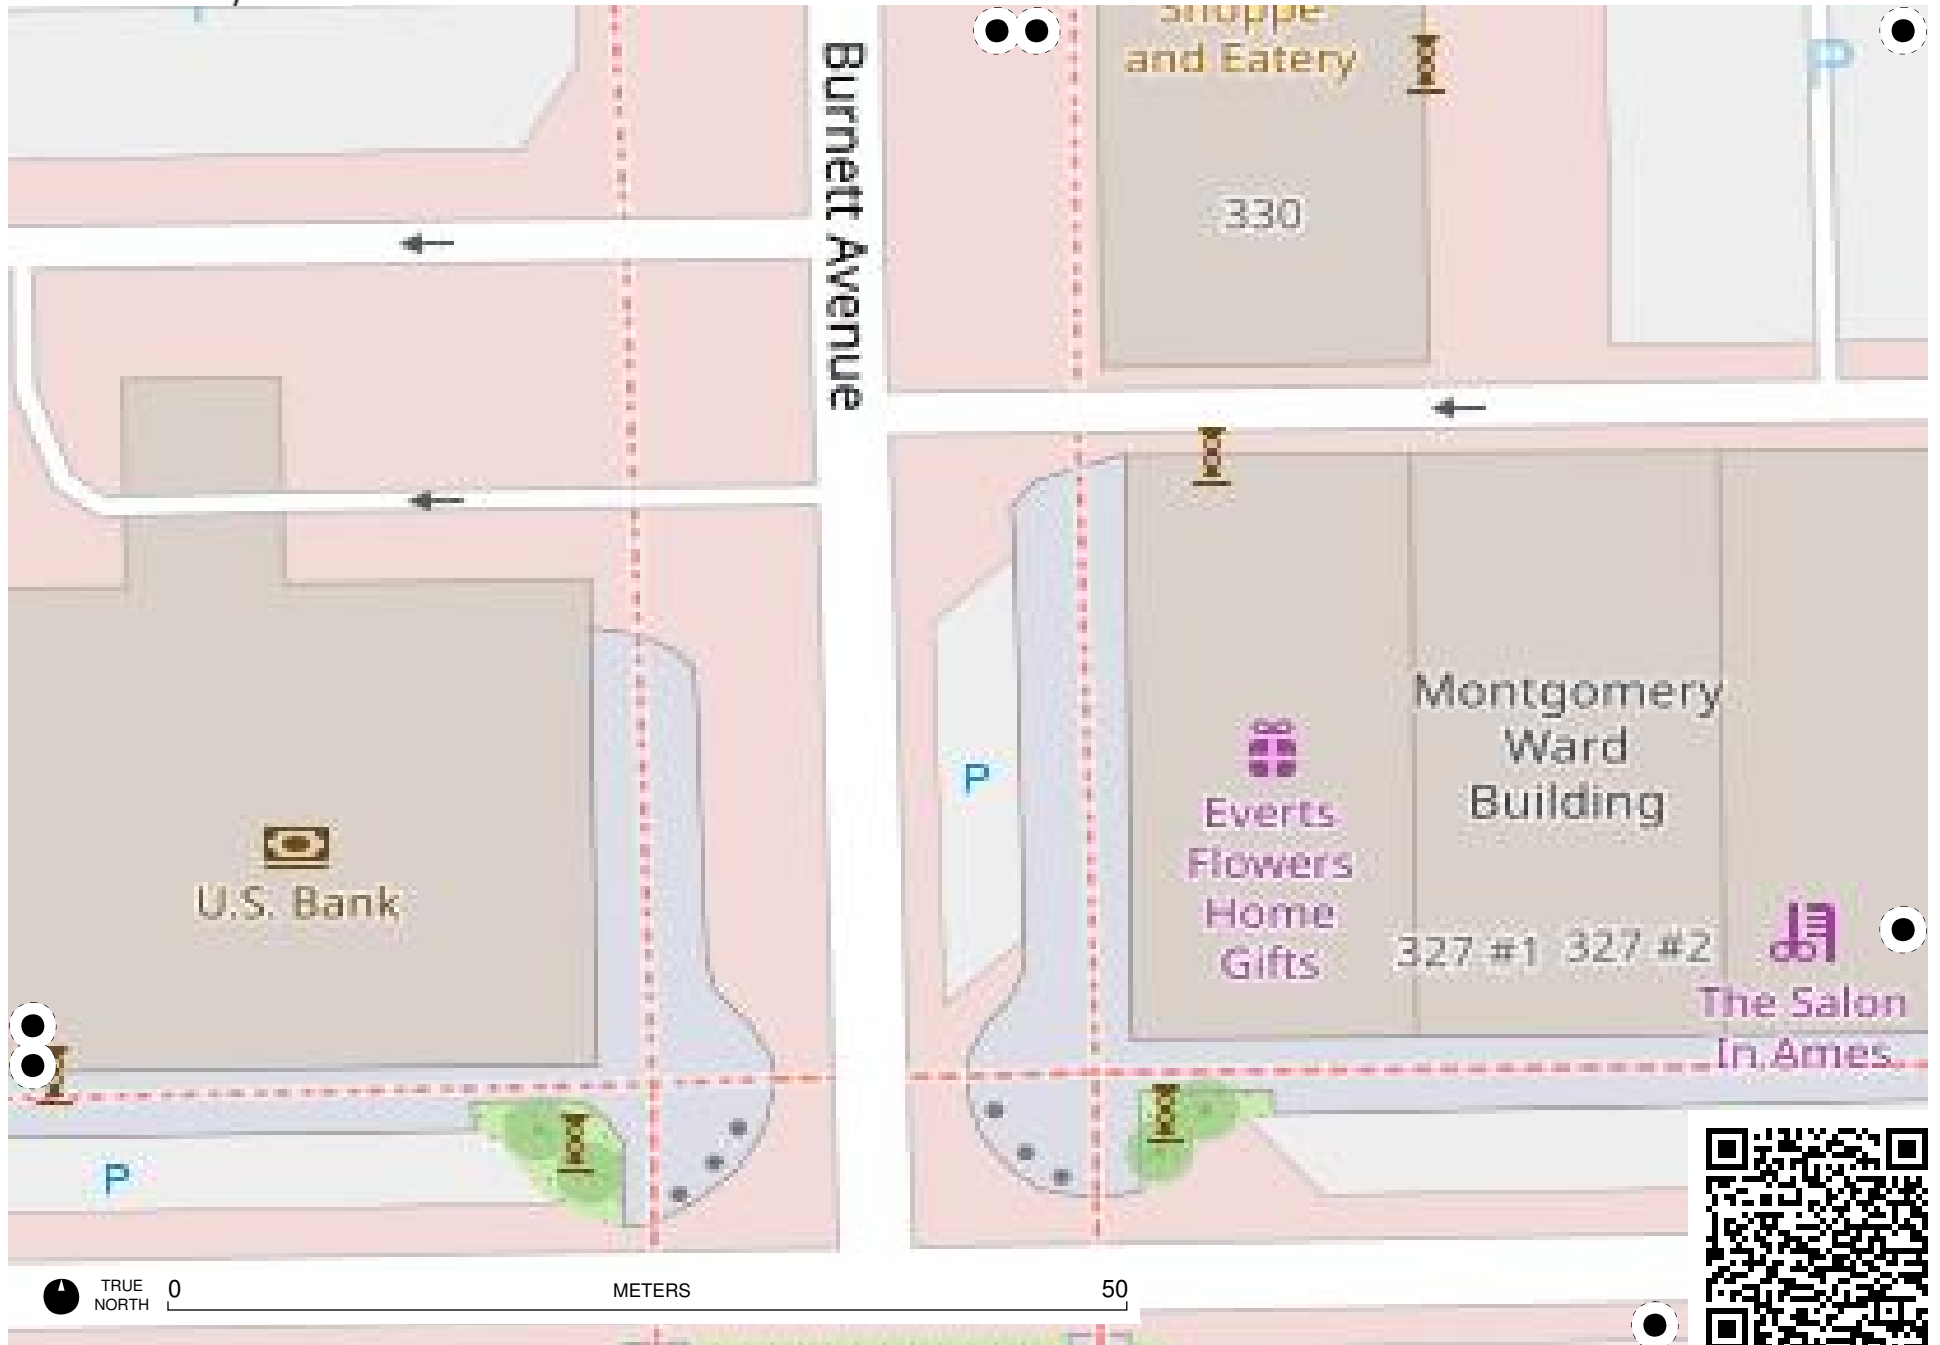 Shoppe
and Eatery
P
Burnett Avenue
330
Montgomery
Ward
Building
P
Everts
Flowers
Home
Gifts
U.S. Bank
327 #1
327 #2
The Salon
In Ames
P
TRUE
NORTH
0
METERS
50